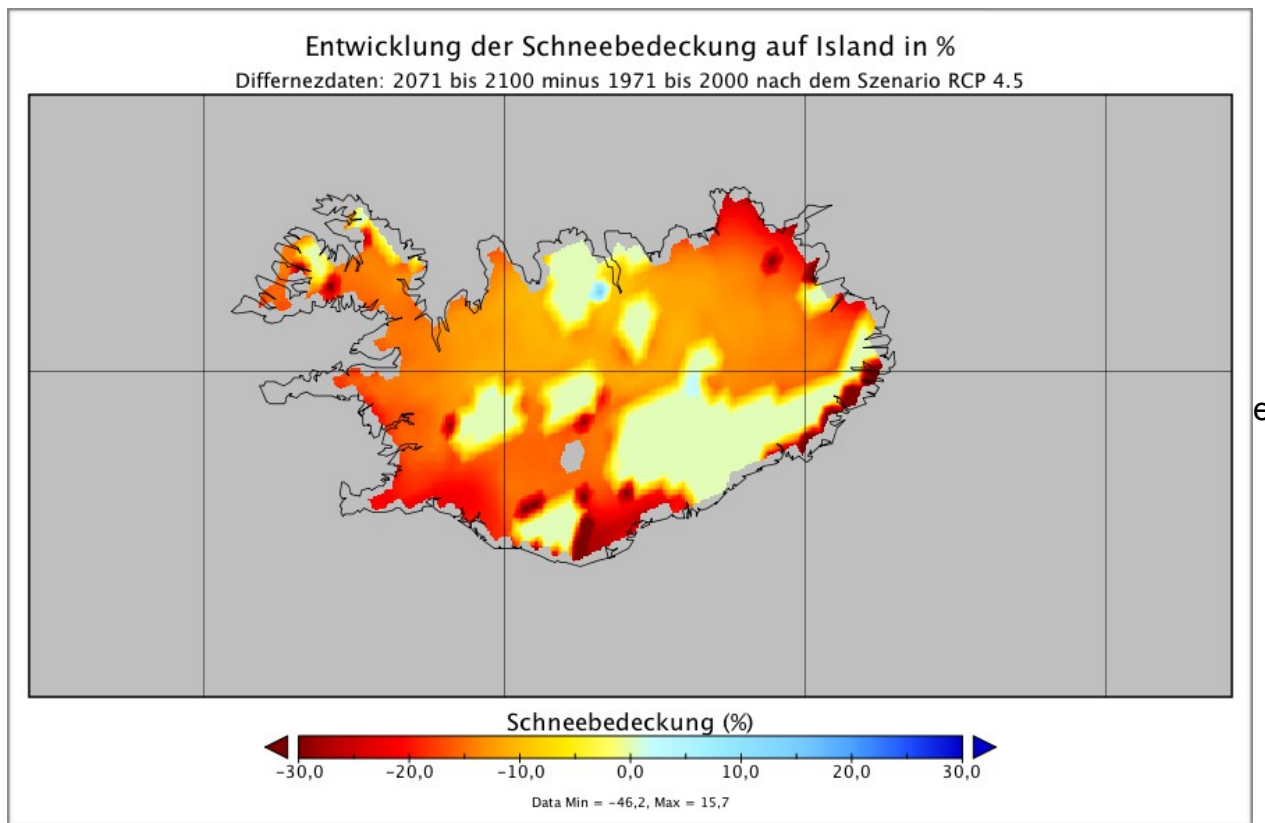 Entwicklung der Schneebedeckung auf Island in %
Differnezdaten: 2071 bis 2100 minus 1971 bis 2000 nach dem Szenario RCP 4.5
e
Schneebedeckung (%)
-30,0 -20,0 -10,0 0,0 10,0 20,0 30,0
Data Min = -46,2, Max = 15,7